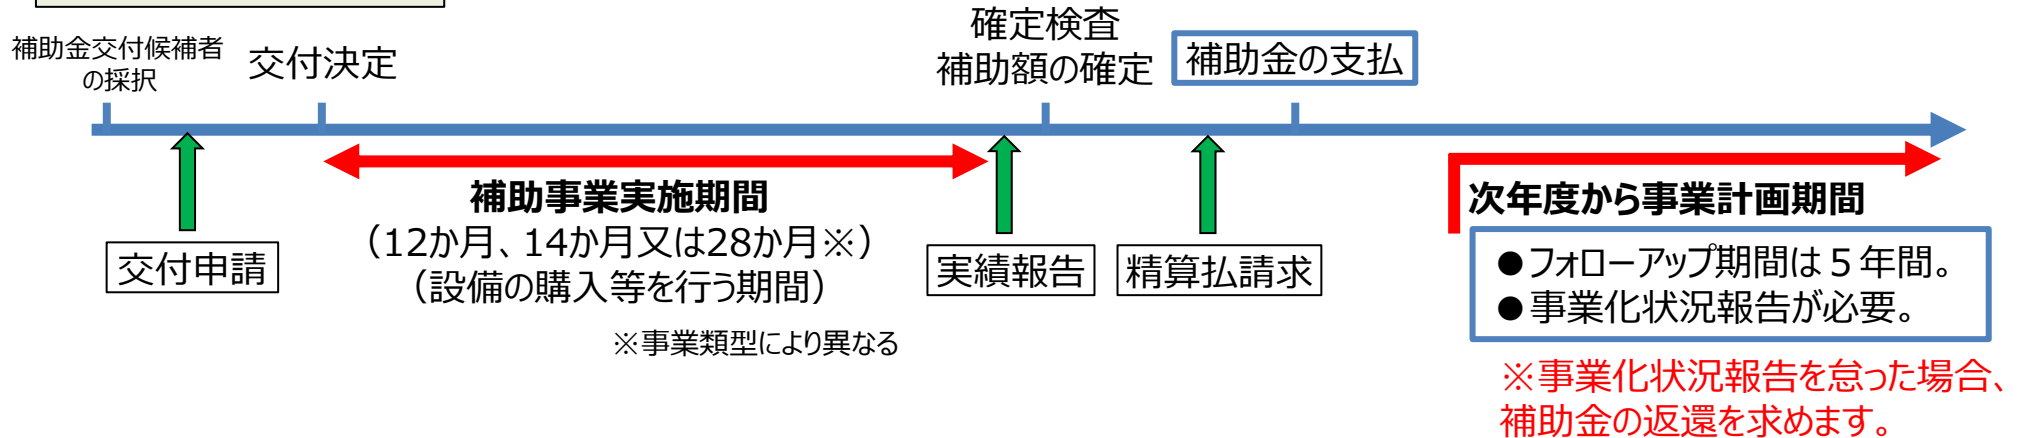 補助金交付候補者
の採択
交付決定
確定検査
補助額の確定
補助金の支払
補助事業実施期間
（12か月、14か月又は28か月※）
（設備の購入等を行う期間）
※事業類型により異なる
交付申請
実績報告
精算払請求
次年度から事業計画期間
●フォローアップ期間は５年間。
●事業化状況報告が必要。
※事業化状況報告を怠った場合、
補助金の返還を求めます。